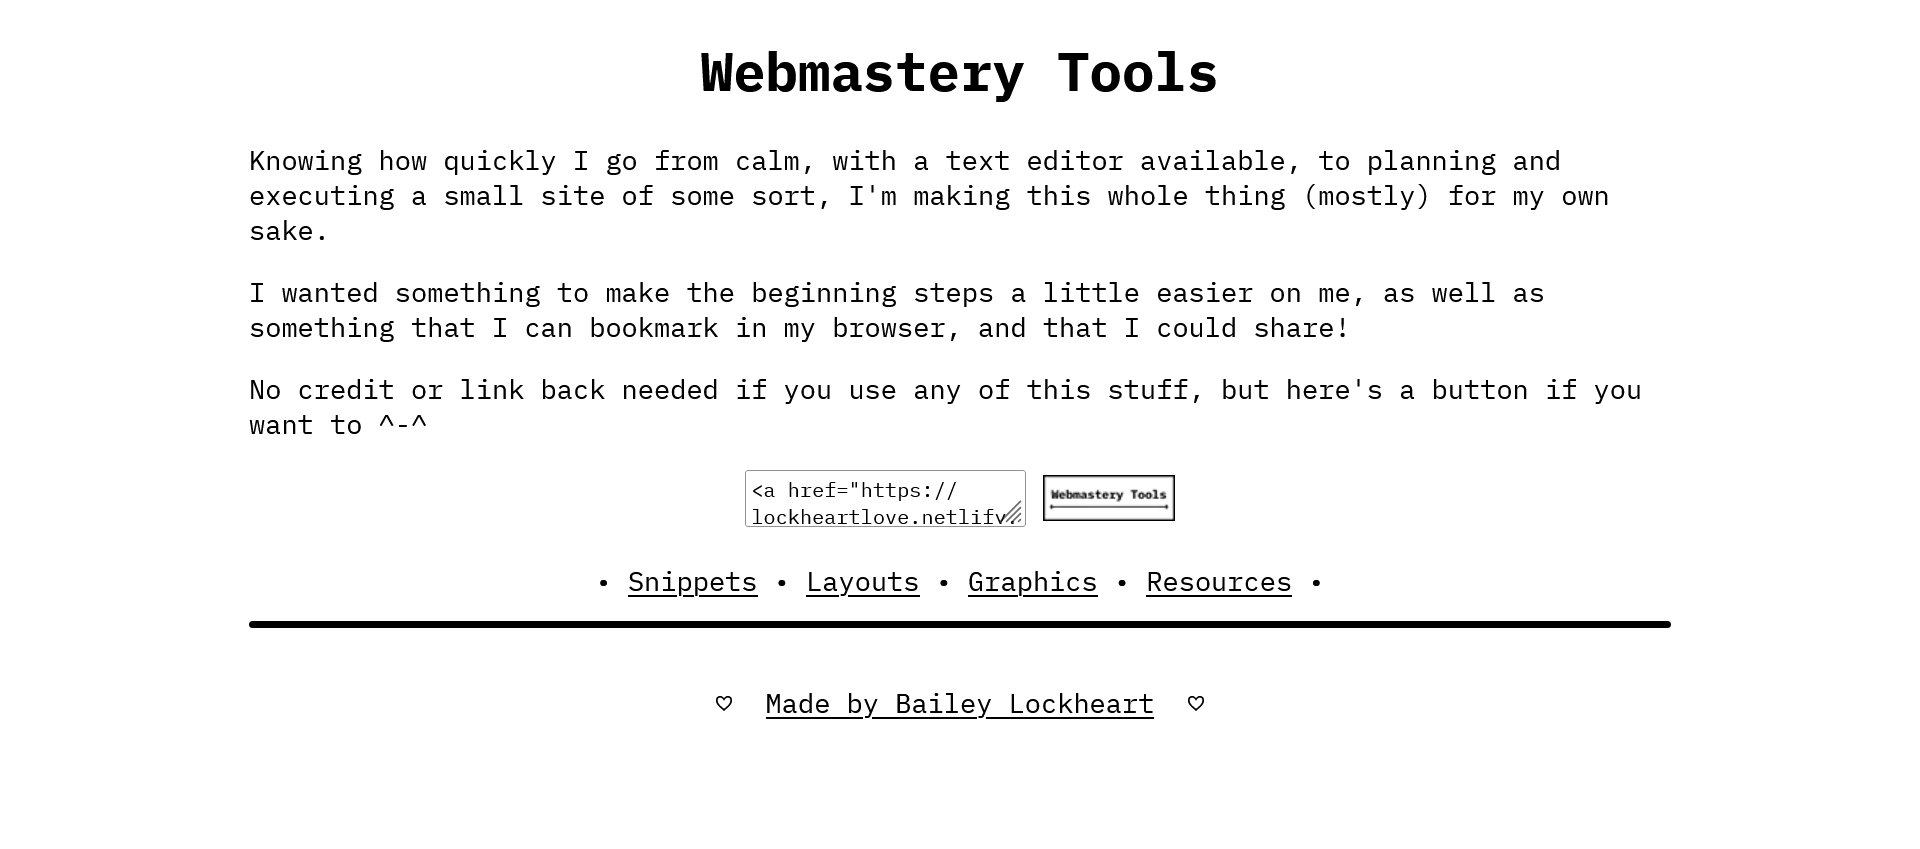 Webmastery Tools
Knowing how quickly I go from calm, with a text editor available, to planning and
executing a small site of some sort, I'm making this whole thing (mostly) for my own
sake.
I wanted something to make the beginning steps a little easier on me, as well as
something that I can bookmark in my browser, and that I could share!
No credit or link back needed if you use any of this stuff, but here's a button if you
want to ^-^
<a href="https://
lockheartlove.netlify.
Webmastery Tools
• Snippets • Layouts • Graphics • Resources •
♡ Made by Bailey Lockheart ♡